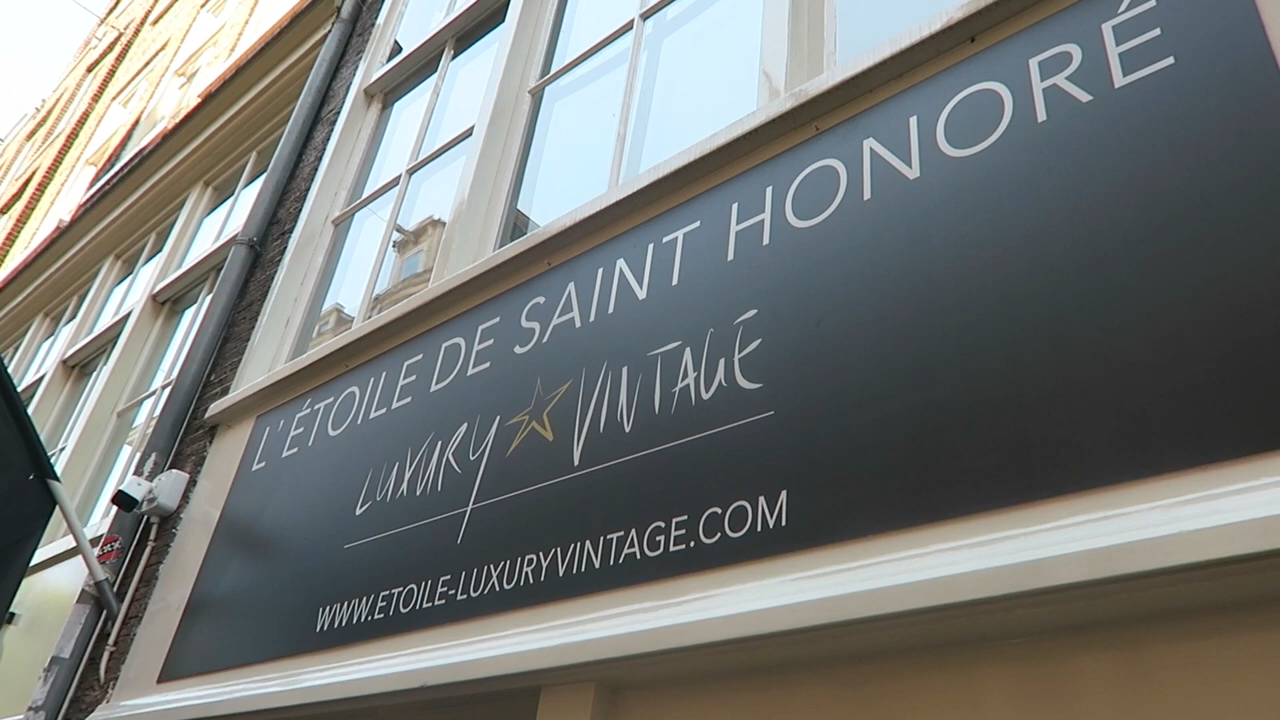 L'ÉTOILE DE SAINT HONORÉ
LUXURY VINTAGE
WWW.ETOILE-LUXURYVINTAGE.COM